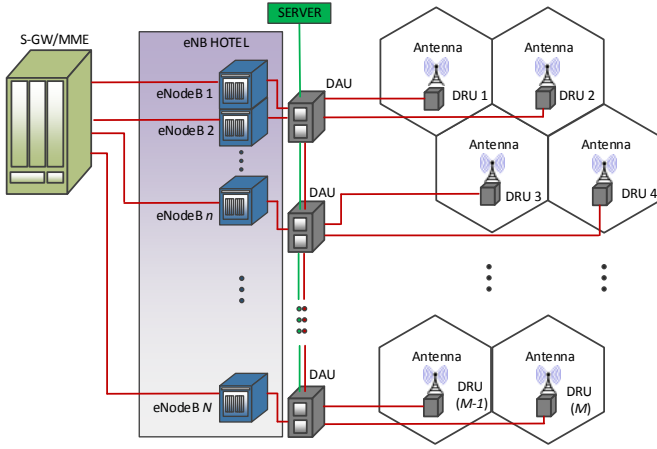 SERVER
S-GW/MME
eNB HOTEL
Antenna
Antenna
eNodeB 1
DAU
DRU 1
DRU 2
eNodeB 2
Antenna
Antenna
DAU
eNodeB n
DRU 3
DRU 4
Antenna
Antenna
DAU
eNodeB N
DRU
(M-1)
DRU
(M)